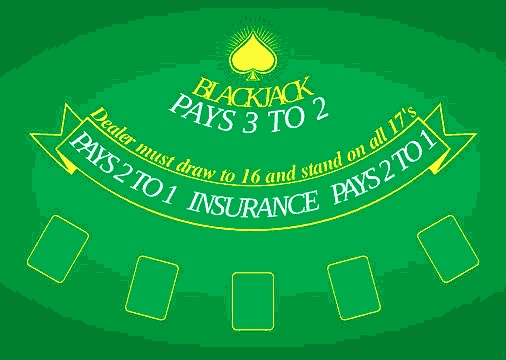 BLACKJACK
PAYS 3 TO 2
Dealer must draw to 16 and stand on all 17's
PAYS 2 TO 1 INSURANCE PAYS 2 TO 1